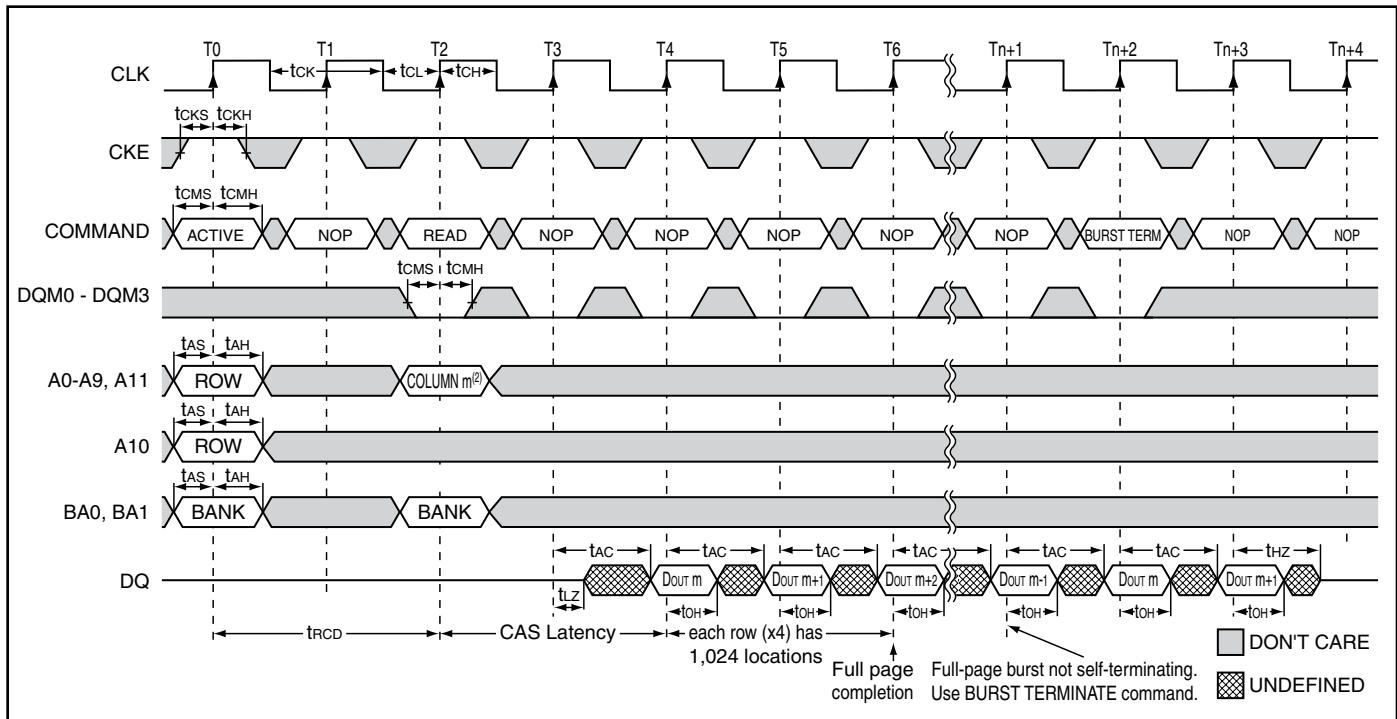 T0 T1 T2 T3 T4 T5 T6 Tn+1 Tn+2 Tn+3 Tn+4
CLK tCK tCL tCH
tCKS tCKH
CKE
tCMS tCMH
COMMAND ACTIVE NOP READ NOP NOP NOP NOP NOP BURST TERM NOP NOP
tCMS tCMH
DQM0 - DQM3
tAS tAH
A0-A9, A11 ROW COLUMN m(2)
tAS tAH
A10 ROW
tAS tAH
BA0, BA1 BANK BANK
tAC tAC tAC tAC tAC tAC tHZ
DQ DOUT m DOUT m+1 DOUT m+2 DOUT m-1 DOUT m DOUT m+1
tLZ tOH tOH tOH tOH tOH tOH
tRCD CAS Latency each row (x4) has
1,024 locations
Full page
completion
Full-page burst not self-terminating.
Use BURST TERMINATE command.
DON'T CARE
UNDEFINED